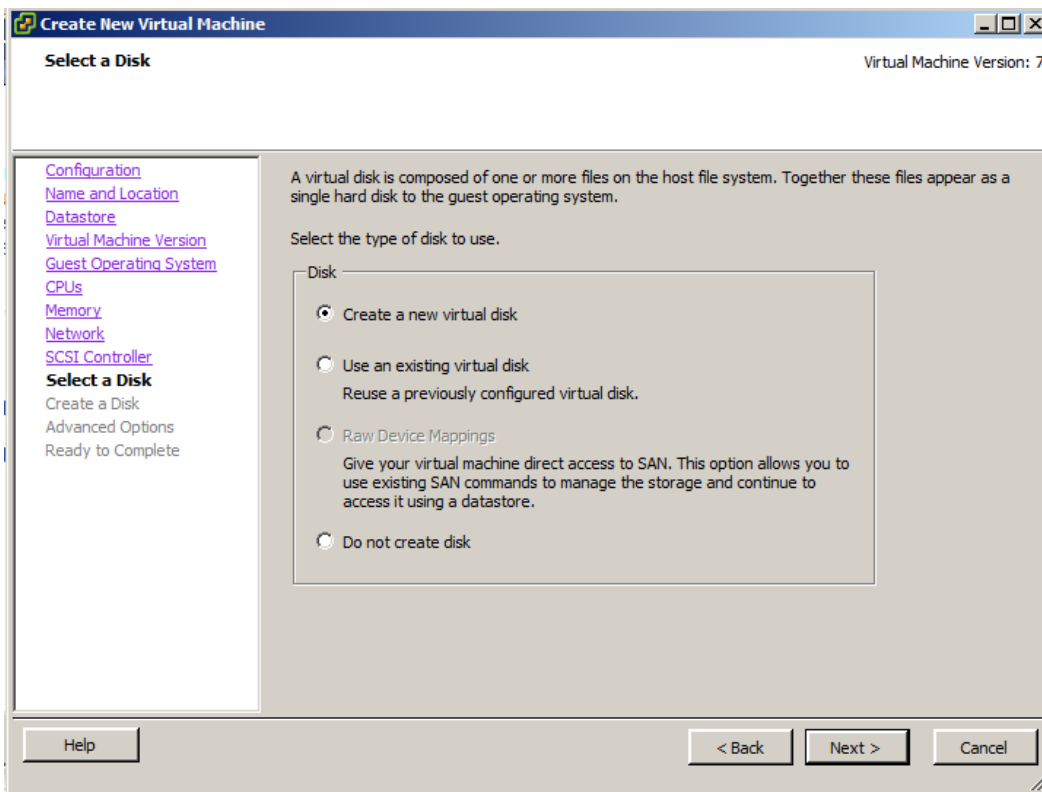 Create New Virtual Machine
Select a Disk
Virtual Machine Version: 7
Configuration
Name and Location
Datastore
Virtual Machine Version
Guest Operating System
CPUs
Memory
Network
SCSI Controller
Select a Disk
Create a Disk
Advanced Options
Ready to Complete
A virtual disk is composed of one or more files on the host file system. Together these files appear as a
single hard disk to the guest operating system.
Select the type of disk to use.
Disk
Create a new virtual disk
Use an existing virtual disk
Reuse a previously configured virtual disk.
Raw Device Mappings
Give your virtual machine direct access to SAN. This option allows you to
use existing SAN commands to manage the storage and continue to
access it using a datastore.
Do not create disk
Help
< Back
Next >
Cancel